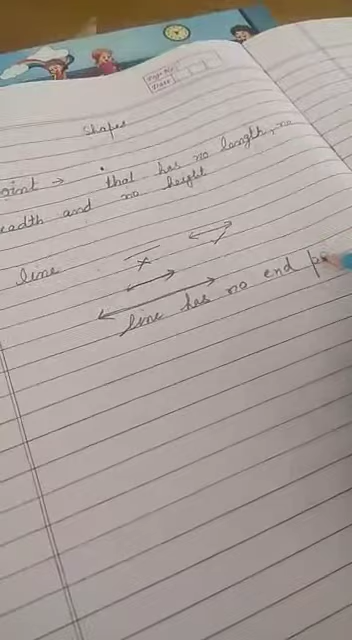 Page No.
Date
Shapes
oint → • that has no length, no
eadth and no height
line
line has no end po